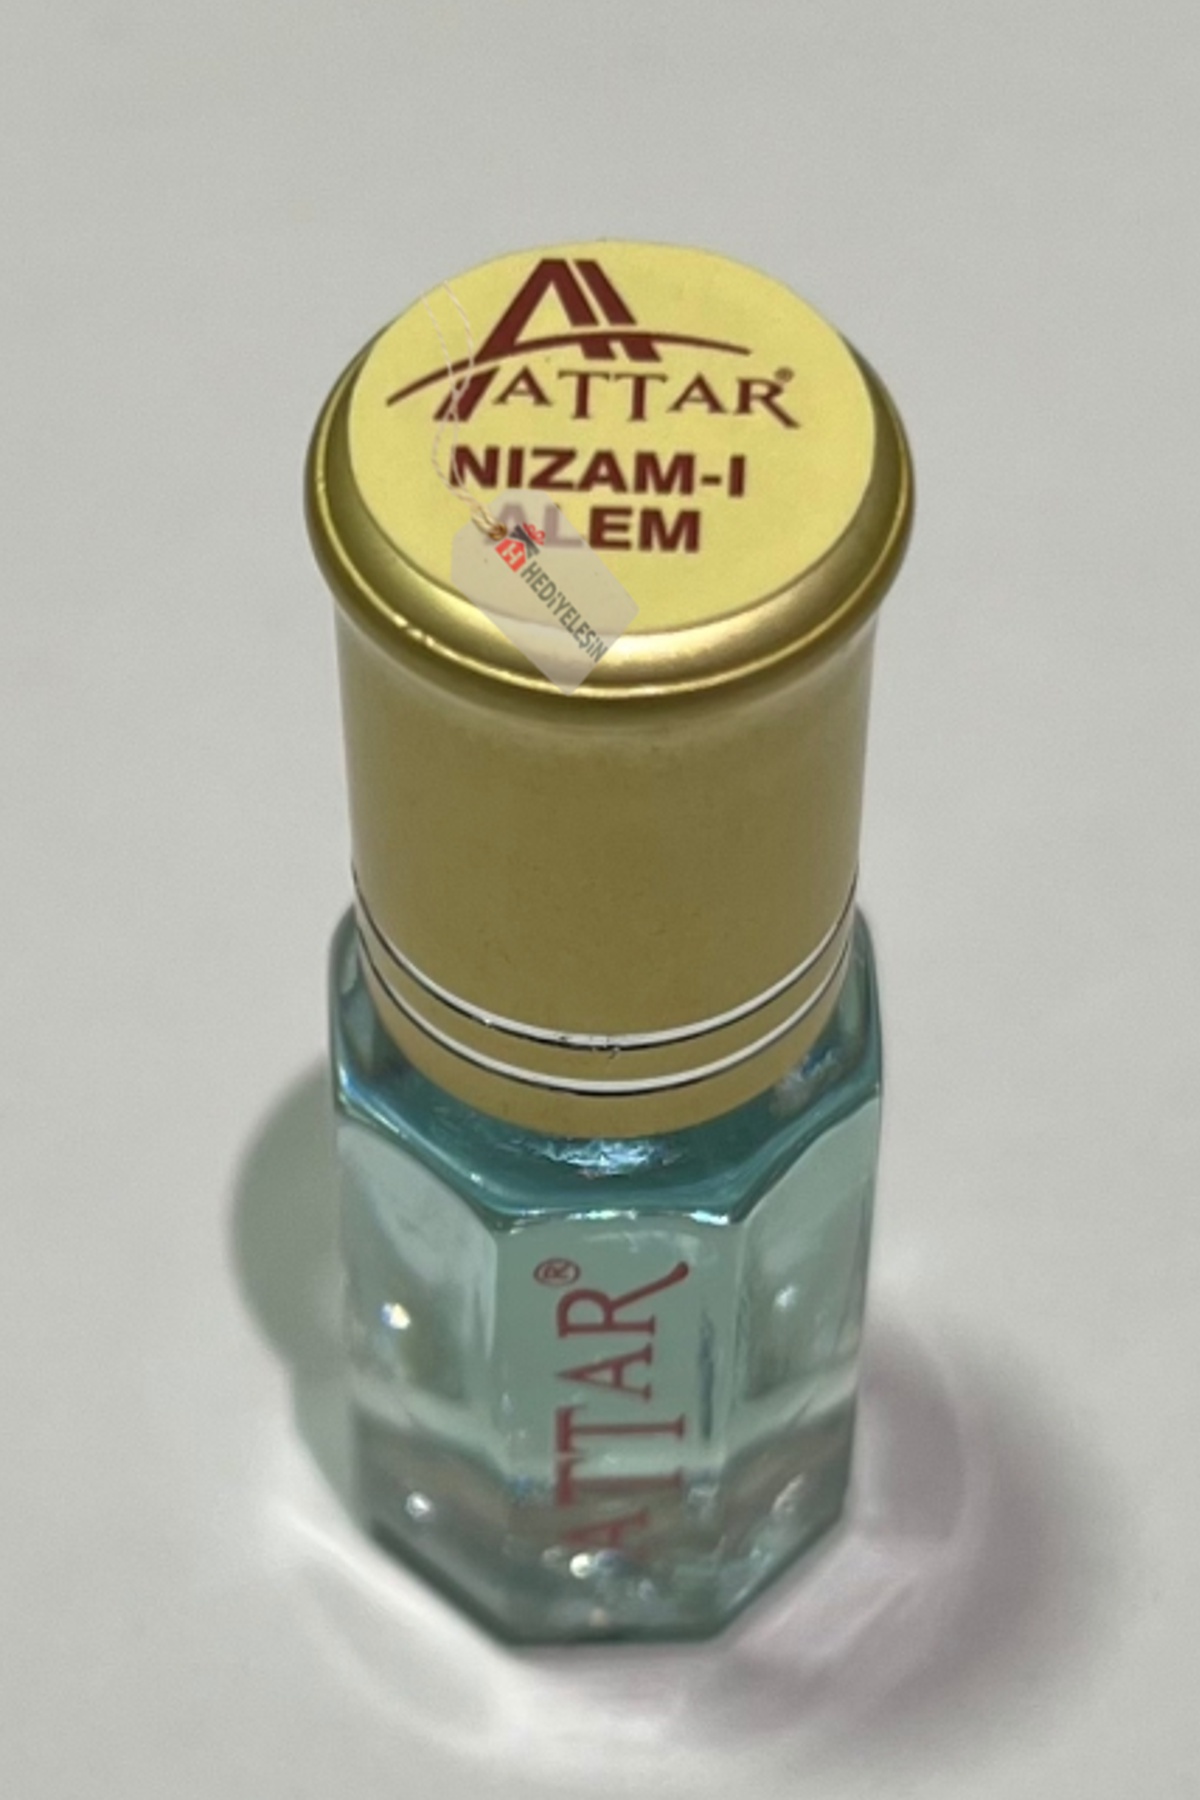 ATTAR®
NIZAM-I
ALEM
H HEDİYELEŞİN
ATTAR®